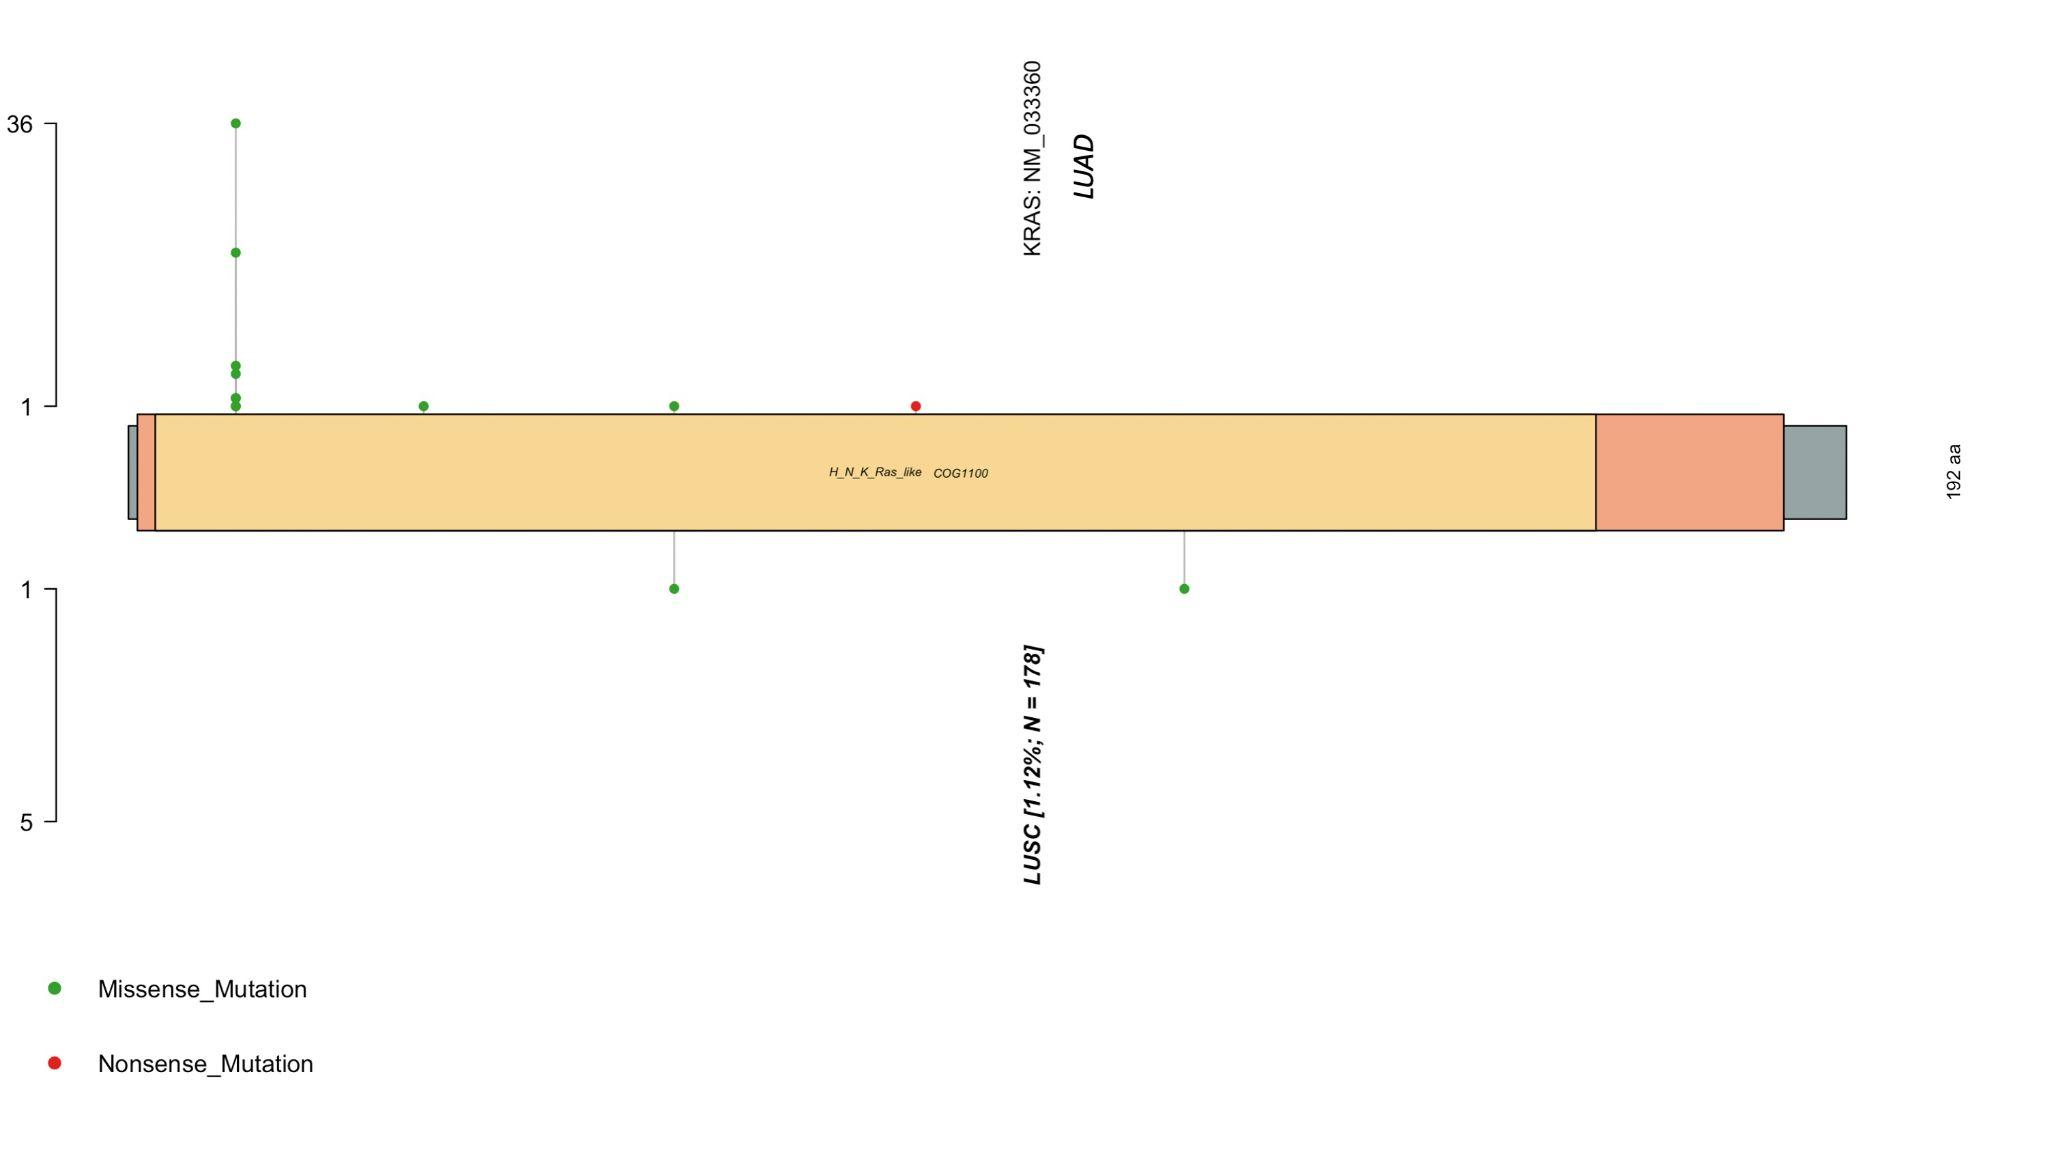 KRAS: NM_033360
LUAD
36
1
H_N_K_Ras_like
COG1100
192 aa
1
5
LUSC [1.12%; N = 178]
Missense_Mutation
Nonsense_Mutation